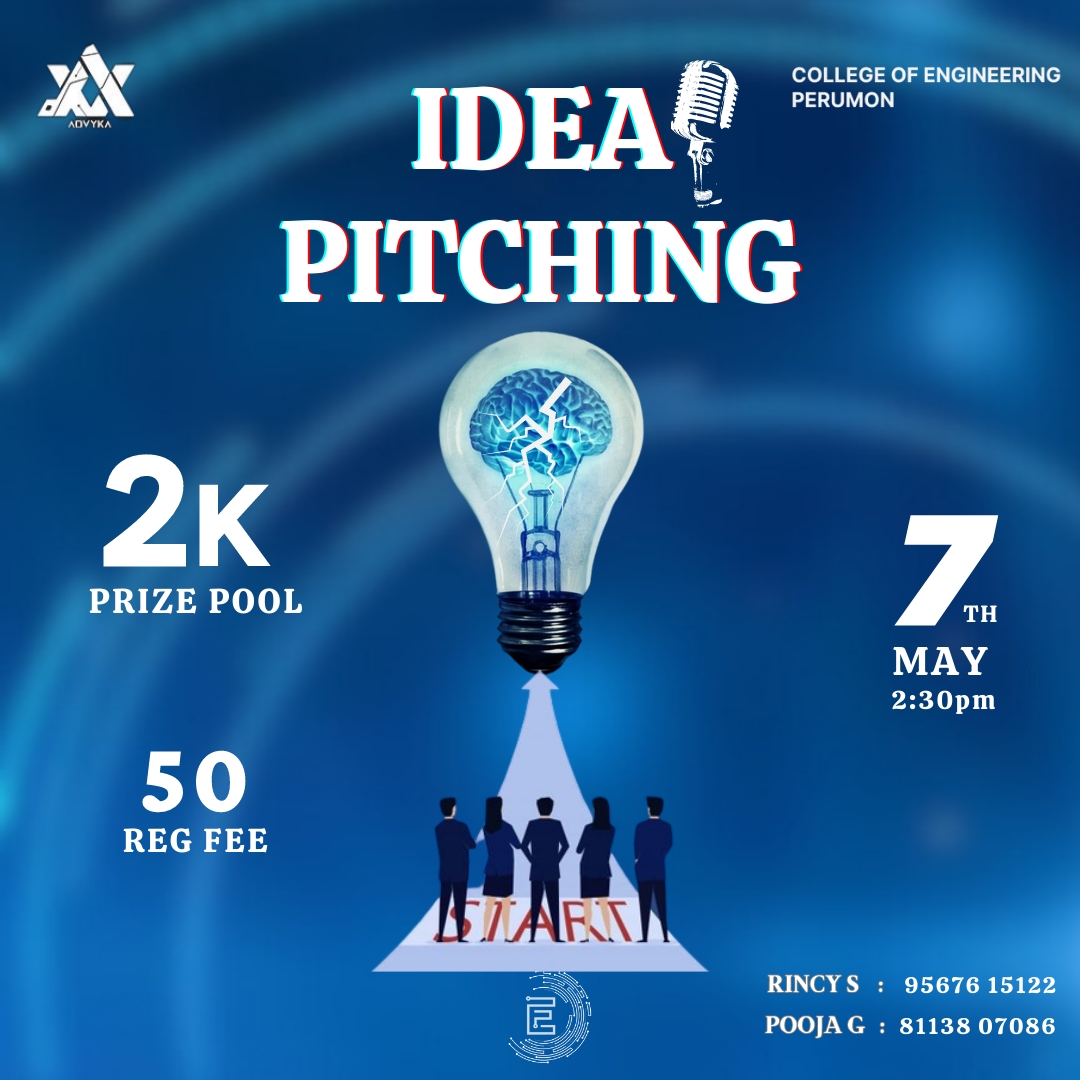 ADVYKA
COLLEGE OF ENGINEERING
PERUMON
IDEA
PITCHING
2K
PRIZE POOL
7TH
MAY
2:30pm
50
REG FEE
START
RINCY S : 95676 15122
POOJA G : 81138 07086
E